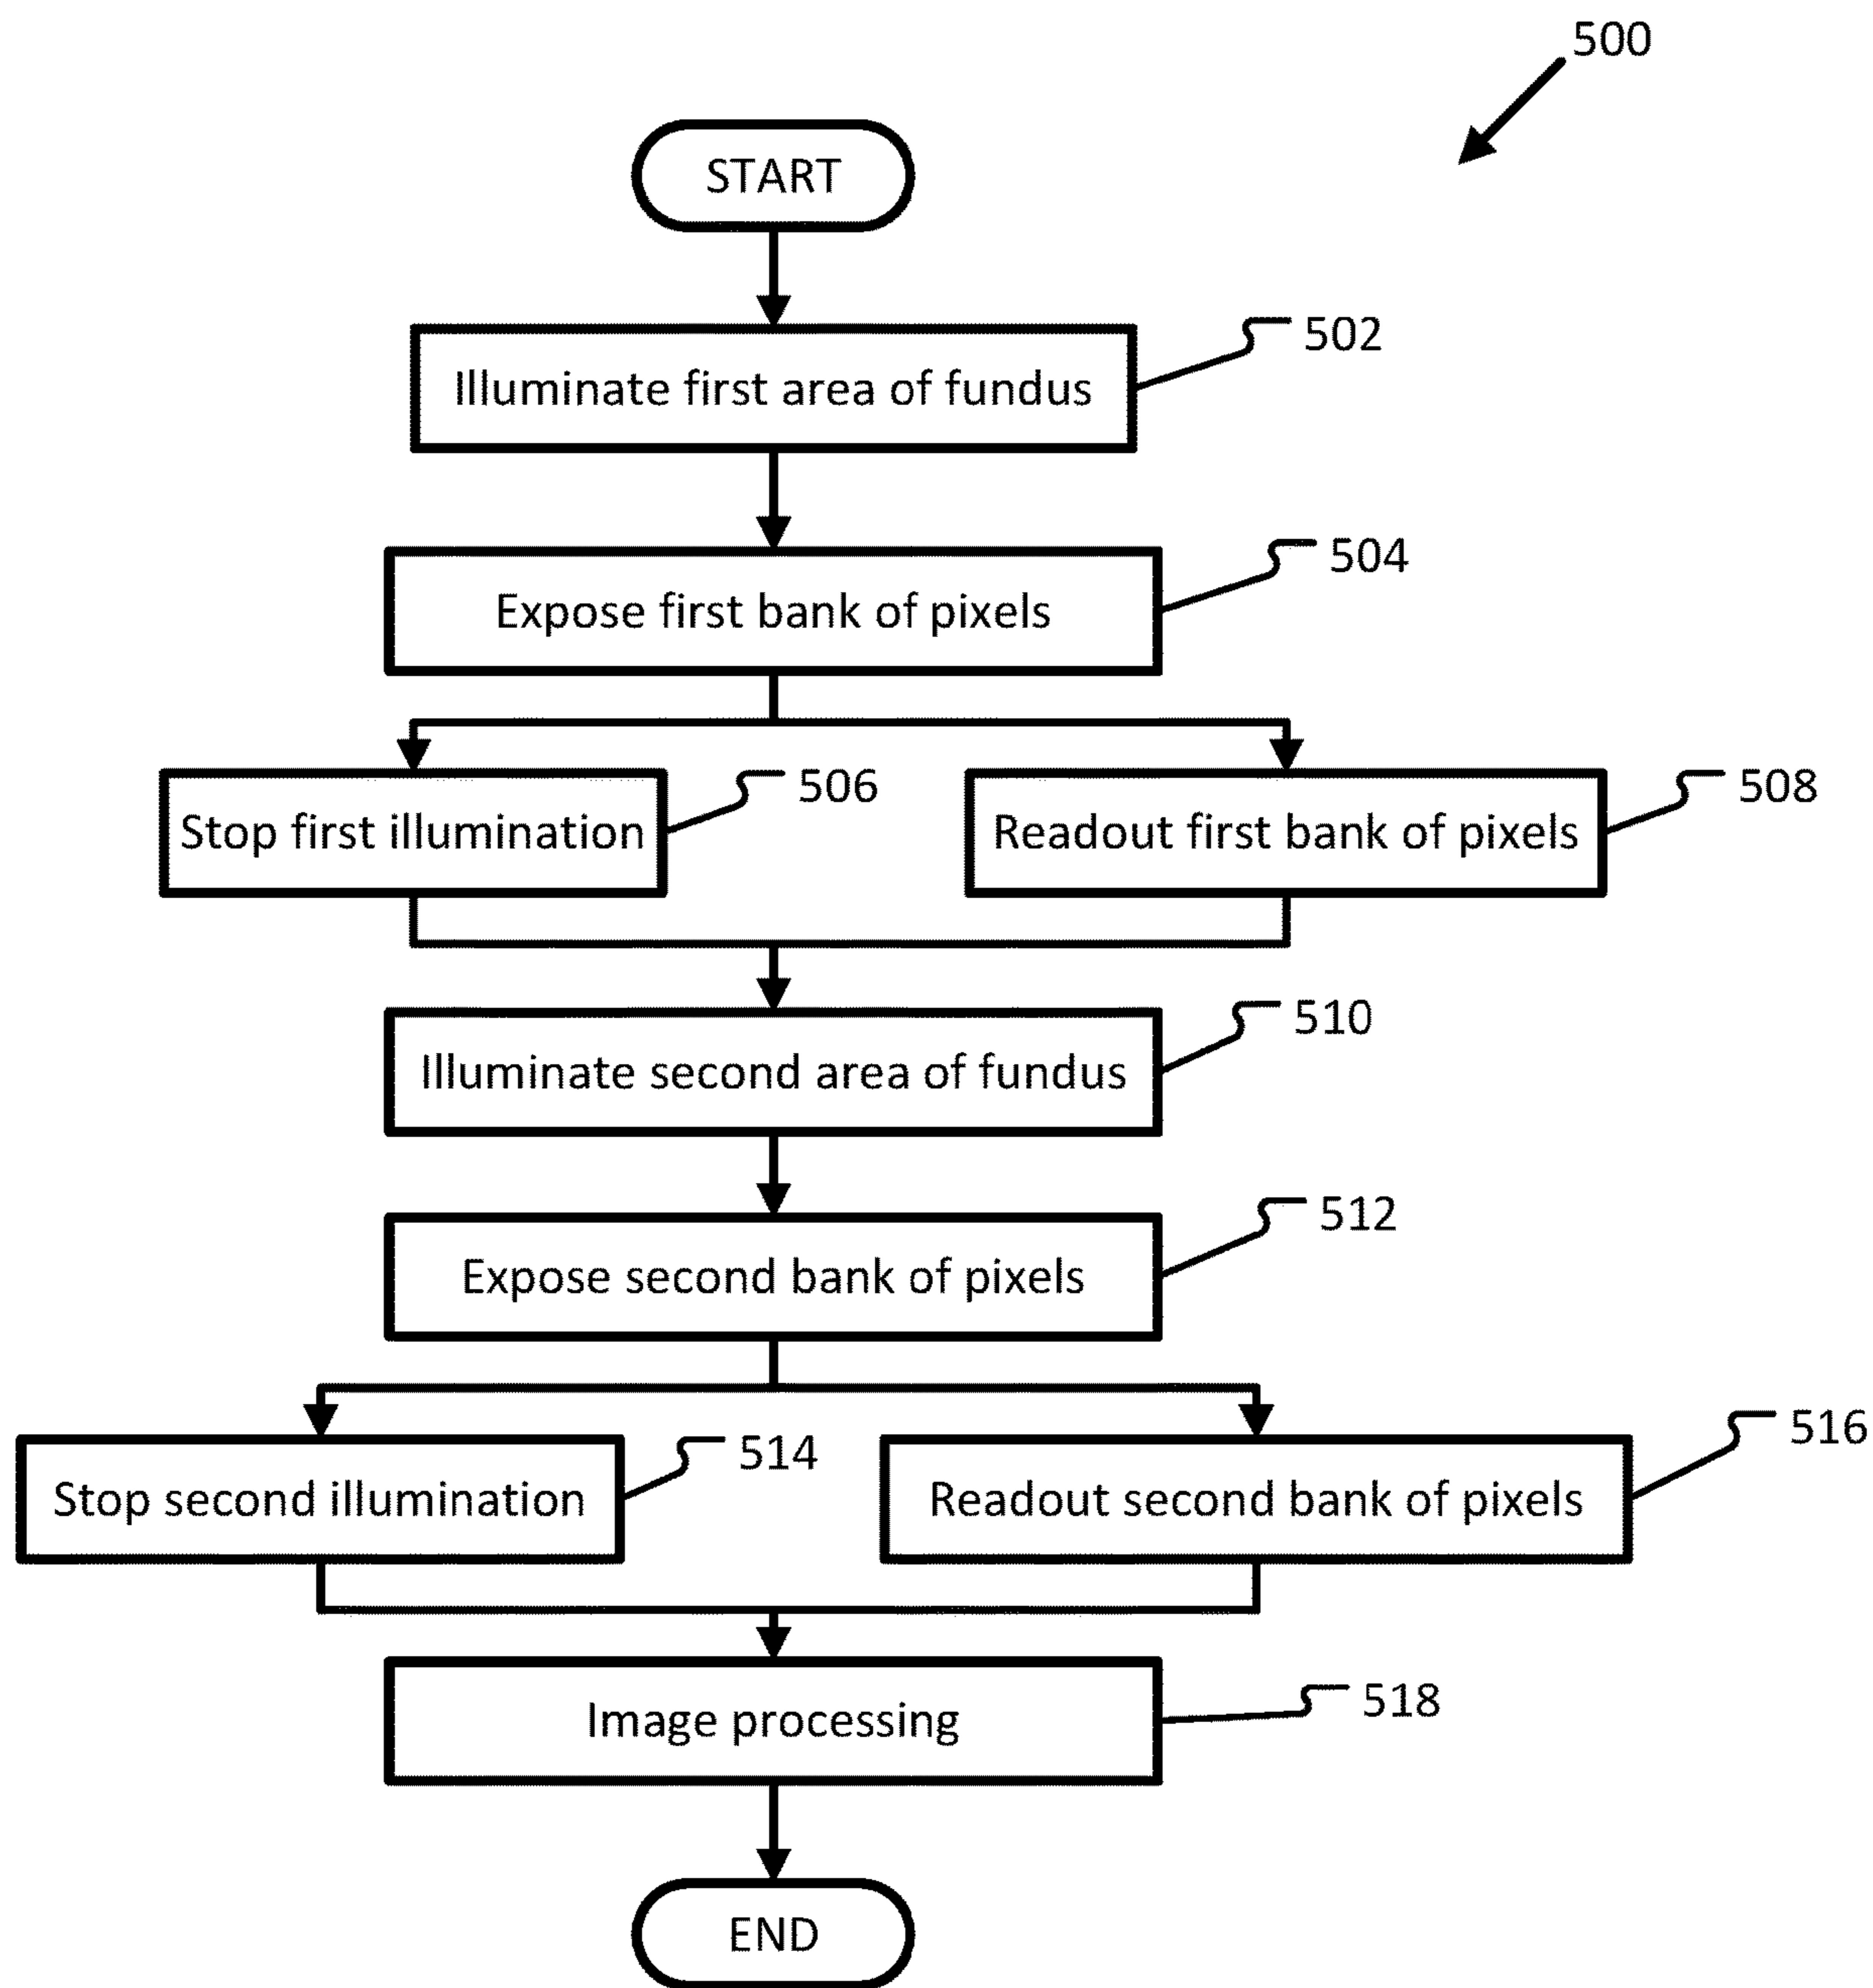 500
START
502
Illuminate first area of fundus
504
Expose first bank of pixels
506
Stop first illumination
508
Readout first bank of pixels
510
Illuminate second area of fundus
512
Expose second bank of pixels
514
Stop second illumination
516
Readout second bank of pixels
518
Image processing
END